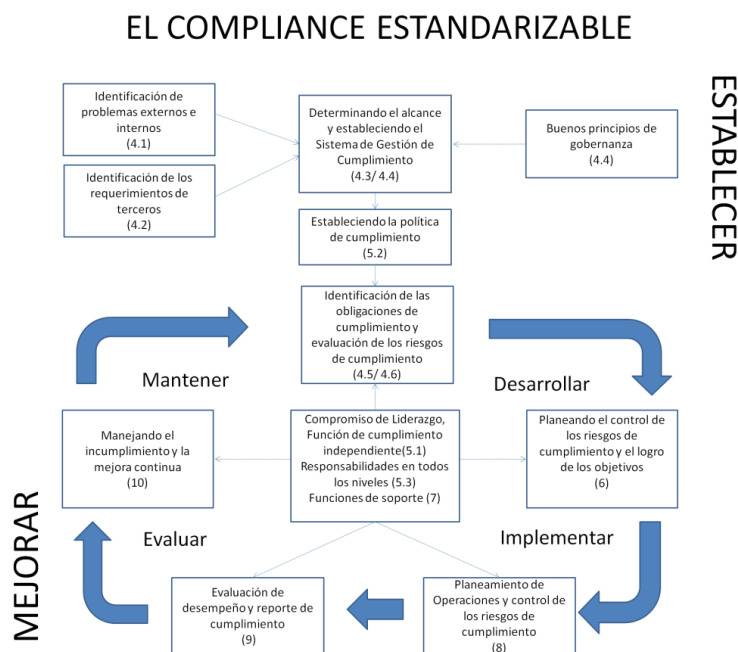 EL COMPLIANCE ESTANDARIZABLE
ESTABLECER
Identificación de
problemas externos e
internos
(4.1)
Determinando el alcance
y estableciendo el
Sistema de Gestión de
Cumplimiento
(4.3/ 4.4)
Buenos principios de
gobernanza
(4.4)
Identificación de los
requerimientos de
terceros
(4.2)
Estableciendo la política
de cumplimiento
(5.2)
Identificación de las
obligaciones de
cumplimiento y
evaluación de los riesgos
de cumplimiento
(4.5/ 4.6)
Mantener
Desarrollar
Manejando el
incumplimiento y la
mejora continua
(10)
Compromiso de Liderazgo,
Función de cumplimiento
independiente(5.1)
Responsabilidades en todos
los niveles (5.3)
Funciones de soporte (7)
Planeando el control de
los riesgos de
cumplimiento y el logro
de los objetivos
(6)
MEJORAR
Evaluar
Implementar
Evaluación de
desempeño y reporte de
cumplimiento
(9)
Planeamiento de
Operaciones y control de
los riesgos de
cumplimiento
(8)